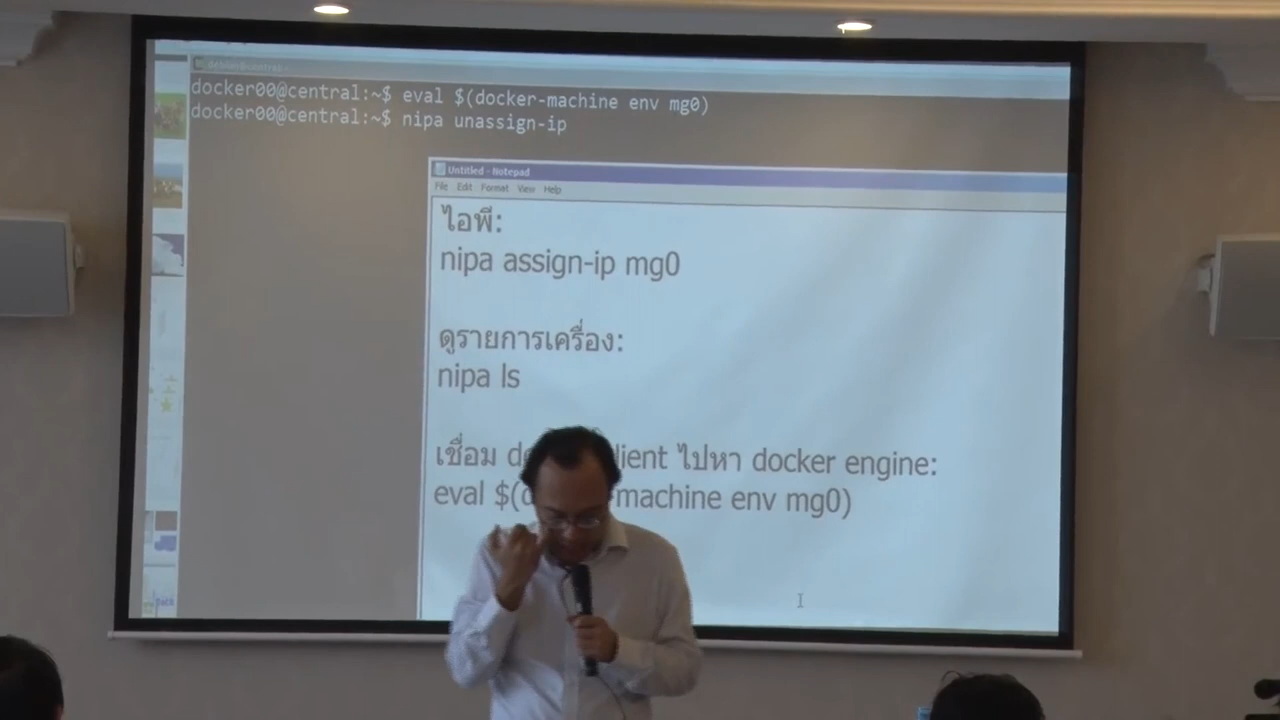 docker00@central:~$ eval $(docker-machine env mg0)
docker00@central:~$ nipa unassign-ip
Untitled - Notepad
File Edit Format View Help
ไอพี:
nipa assign-ip mg0
ดูรายการเครื่อง:
nipa ls
เชื่อม ไปหา docker engine:
eval machine env mg0)